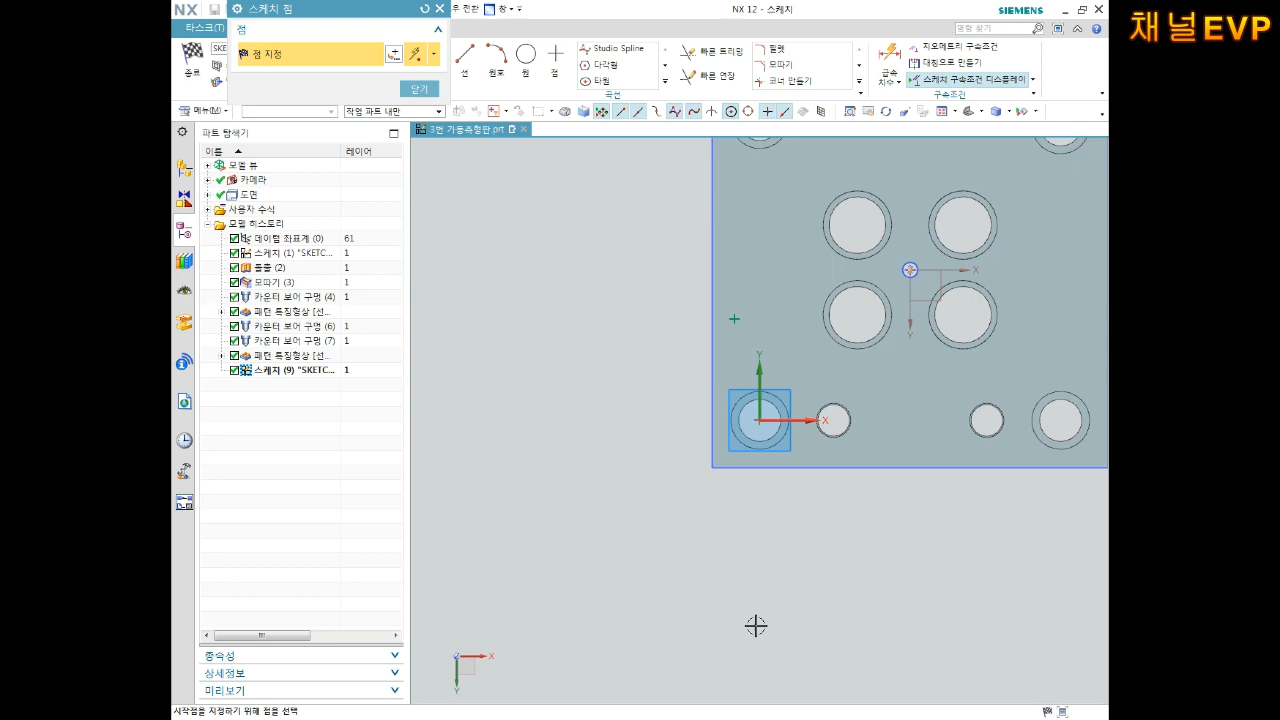 NX
우 전환
창
NX 12 - 스케치
SIEMENS
채널EVP
스케치 점
점
점 지정
닫기
타스크(T)
명령 찾기
SKE
종료
선
원호
원
점
Studio Spline
다각형
타원
곡선
빠른 트리밍
빠른 연장
필렛
모따기
코너 만들기
급속
치수
지오메트리 구속조건
대칭으로 만들기
스케치 구속조건 디스플레이
구속조건
메뉴(M)
작업 파트 내만
파트 탐색기
3번 가동측형판.prt
이름
레이어
모델 뷰
카메라
도면
사용자 수식
모델 히스토리
데이텀 좌표계 (0) 61
스케치 (1) "SKETC... 1
돌출 (2) 1
모따기 (3) 1
카운터 보어 구멍 (4) 1
패턴 특징형상 [선...
카운터 보어 구멍 (6) 1
카운터 보어 구멍 (7) 1
패턴 특징형상 [선...
스케치 (9) "SKETC... 1
X
Y
Y
X
종속성
상세정보
미리보기
Z
X
Y
시작점을 지정하기 위해 점을 선택